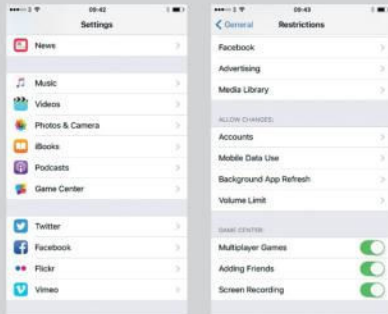 09:42
Settings
News
Music
Videos
Photos & Camera
iBooks
Podcasts
Game Center
Twitter
Facebook
Flickr
Vimeo
09:43
General
Restrictions
Facebook
Advertising
Media Library
ALLOW CHANGES:
Accounts
Mobile Data Use
Background App Refresh
Volume Limit
GAME CENTER:
Multiplayer Games
Adding Friends
Screen Recording